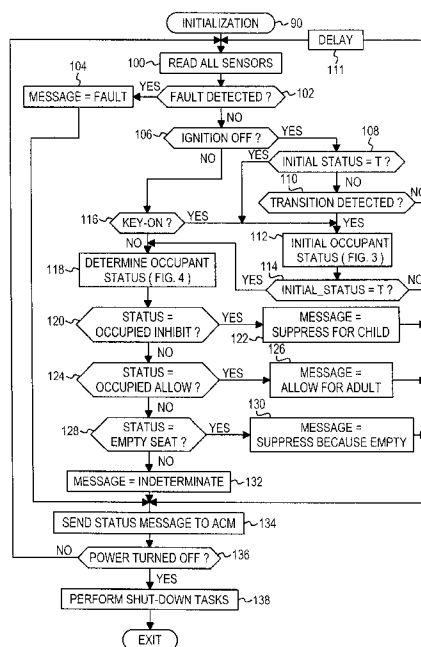 INITIALIZATION 90
DELAY
111
100 READ ALL SENSORS
104
MESSAGE = FAULT
YES
FAULT DETECTED ? 102
NO
106
IGNITION OFF ?
YES
108
NO
YES
INITIAL STATUS = T ?
110
NO
TRANSITION DETECTED ?
NO
116 KEY-ON ?
YES
112
YES
NO
INITIAL OCCUPANT
STATUS ( FIG. 3 )
118
DETERMINE OCCUPANT
STATUS ( FIG. 4 )
YES
114
INITIAL_STATUS = T ?
NO
120
STATUS =
OCCUPIED INHIBIT ?
YES
122
MESSAGE =
SUPPRESS FOR CHILD
NO
124
STATUS =
OCCUPIED ALLOW ?
YES
126
MESSAGE =
ALLOW FOR ADULT
NO
128
STATUS =
EMPTY SEAT ?
YES
130
MESSAGE =
SUPPRESS BECAUSE EMPTY
NO
MESSAGE = INDETERMINATE 132
SEND STATUS MESSAGE TO ACM 134
NO
POWER TURNED OFF ? 136
YES
PERFORM SHUT-DOWN TASKS 138
EXIT